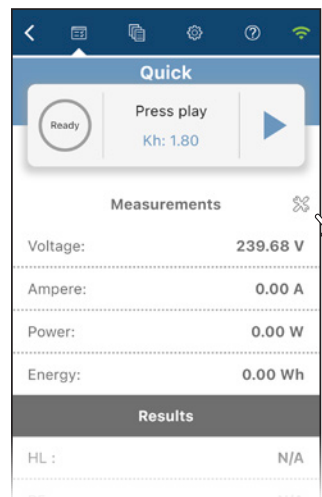 Quick
Ready
Press play
Kh: 1.80
Measurements
Voltage: 239.68 V
Ampere: 0.00 A
Power: 0.00 W
Energy: 0.00 Wh
Results
HL : N/A